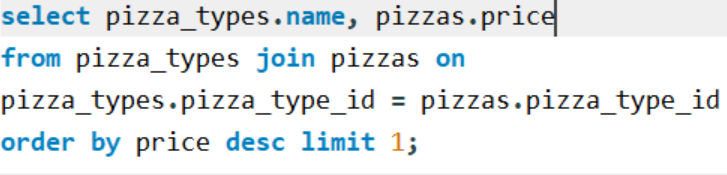 select pizza_types.name, pizzas.price
from pizza_types join pizzas on
pizza_types.pizza_type_id = pizzas.pizza_type_id
order by price desc limit 1;